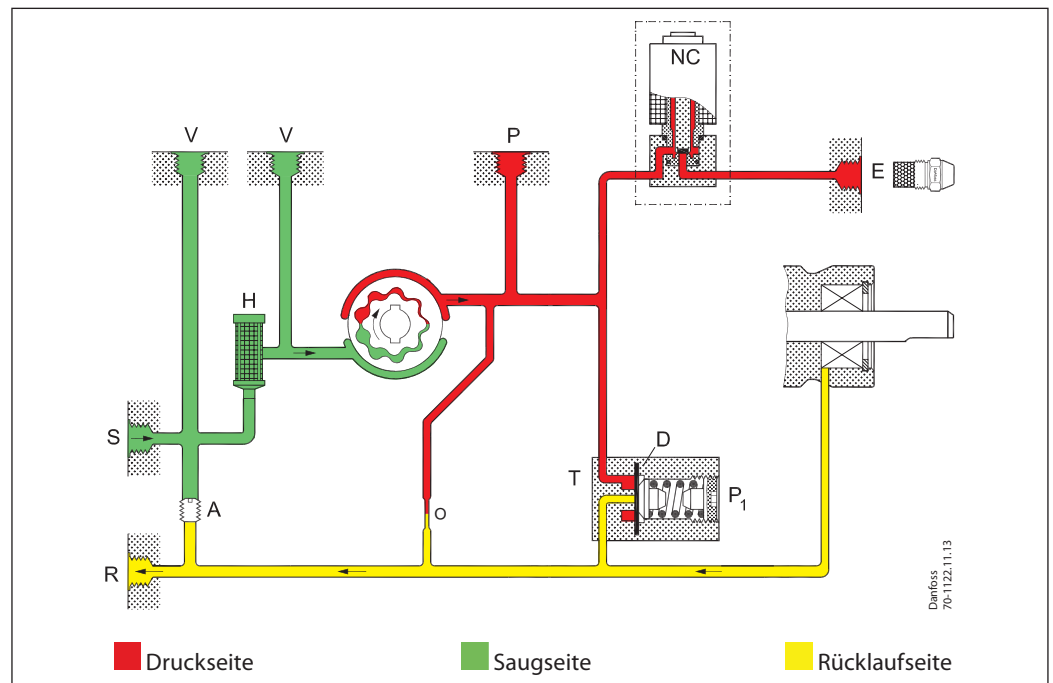 NC
V V P
E
H
S
D
T P1
A
O
R
Danfoss
70-1122.11.13
Druckseite Saugseite Rücklaufseite